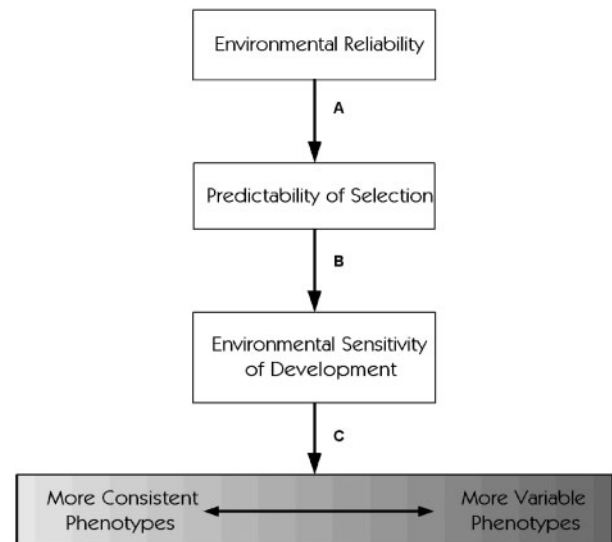 Environmental Reliability
A
Predictability of Selection
B
Environmental Sensitivity
of Development
C
More Consistent
Phenotypes
More Variable
Phenotypes